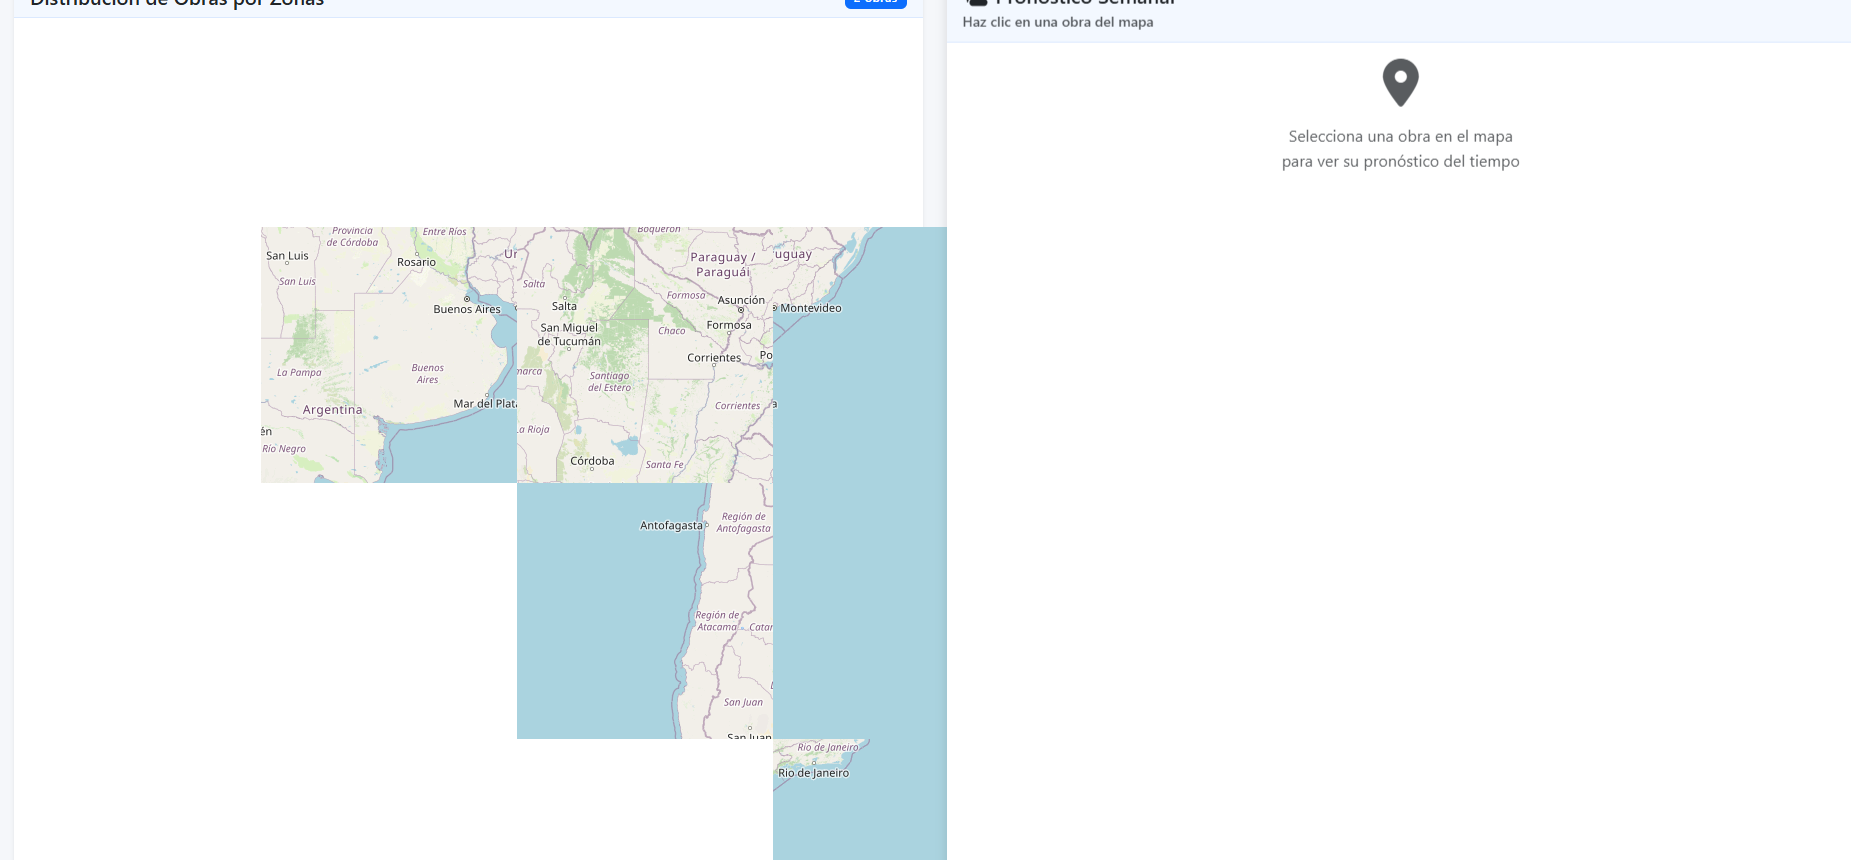 Distribución de Obras por Zonas
2 Obras
Pronóstico Semanal
Haz clic en una obra del mapa
Selecciona una obra en el mapa
para ver su pronóstico del tiempo
Provincia
de Córdoba
Entre Ríos
San Luis
Rosario
San Luis
Ur
Buenos Aires
La Pampa
Buenos
Aires
Mar del Plata
Argentina
én
Río Negro
Boquerón
Paraguay /
Paraguái
uguay
Salta
Salta
Formosa
Asunción
Montevideo
San Miguel
de Tucumán
Chaco
Formosa
Corrientes
Po
marca
Santiago
del Estero
Corrientes
a
La Rioja
Córdoba
Santa Fe
Antofagasta
Región de
Antofagasta
Región de
Atacama
Catar
San Juan
San Juan
Rio de Janeiro
Rio de Janeiro